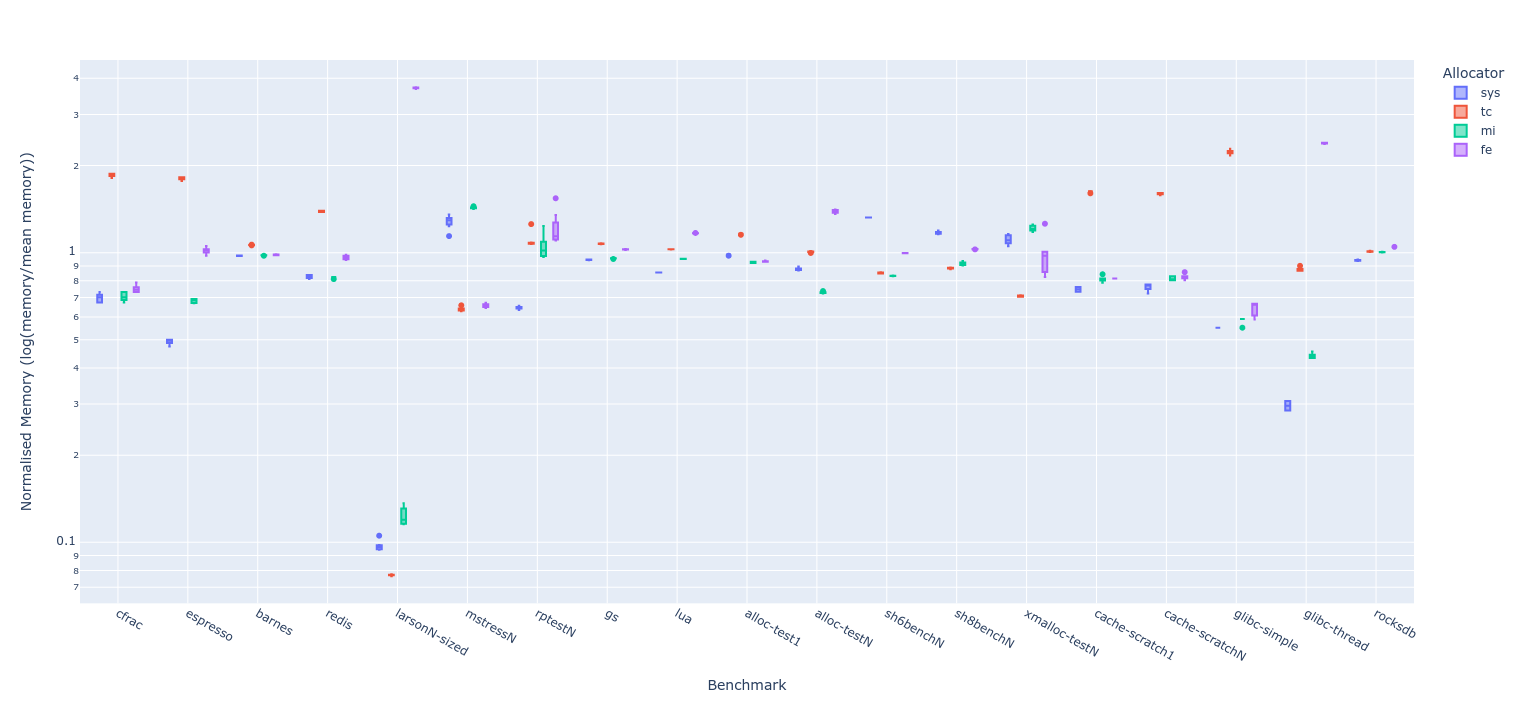 Allocator
sys
tc
mi
fe
Normalised Memory (log(memory/mean memory))
4
3
2
1
9
8
7
6
5
4
3
2
0.1
9
8
7
cfrac
espresso
barnes
redis
larsonN-sized
mstressN
rptestN
gs
lua
alloc-test1
alloc-testN
sh6benchN
sh8benchN
xmalloc-testN
cache-scratch1
cache-scratchN
glibc-simple
glibc-thread
rocksdb
Benchmark